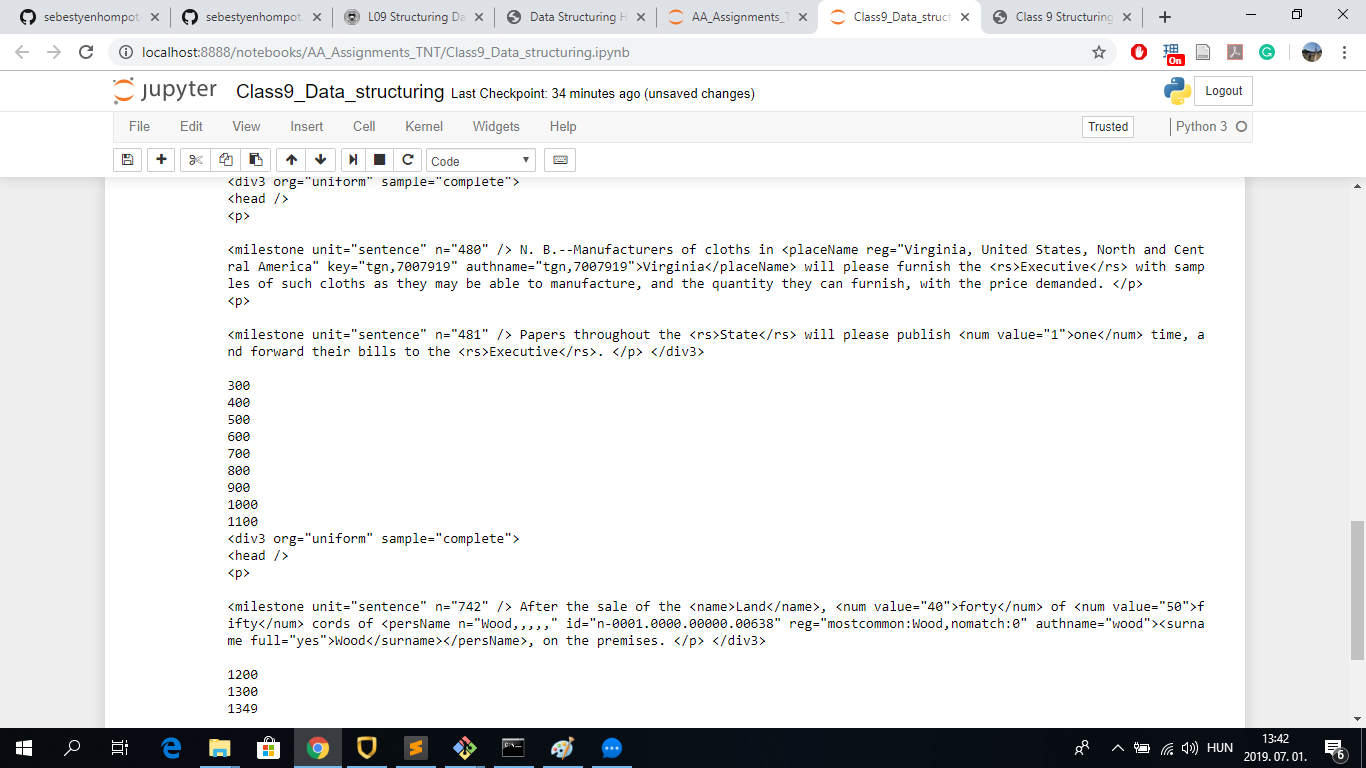 sebestyenhompot.
sebestyenhompot.
L09 Structuring Da
Data Structuring H
AA_Assignments_T
Class9_Data_struct
Class 9 Structuring
localhost:8888/notebooks/AA_Assignments_TNT/Class9_Data_structuring.ipynb
On
jupyter Class9_Data_structuring Last Checkpoint: 34 minutes ago (unsaved changes)
Logout
File Edit View Insert Cell Kernel Widgets Help
Trusted
Python 3
Code
<div3 org="uniform" sample="complete">
<head />
<p>
<milestone unit="sentence" n="480" /> N. B.--Manufacturers of cloths in <placeName reg="Virginia, United States, North and Cent
ral America" key="tgn,7007919" authname="tgn,7007919">Virginia</placeName> will please furnish the <rs>Executive</rs> with samp
les of such cloths as they may be able to manufacture, and the quantity they can furnish, with the price demanded. </p>
<p>
<milestone unit="sentence" n="481" /> Papers throughout the <rs>State</rs> will please publish <num value="1">one</num> time, a
nd forward their bills to the <rs>Executive</rs>. </p> </div3>
300
400
500
600
700
800
900
1000
1100
<div3 org="uniform" sample="complete">
<head />
<p>
<milestone unit="sentence" n="742" /> After the sale of the <name>Land</name>, <num value="40">forty</num> of <num value="50">f
ifty</num> cords of <persName n="Wood,,,,," id="n-0001.0000.00000.00638" reg="mostcommon:Wood,nomatch:0" authname="wood"><surna
me full="yes">Wood</surname></persName>, on the premises. </p> </div3>
1200
1300
1349
HUN
13:42
2019. 07. 01.
6